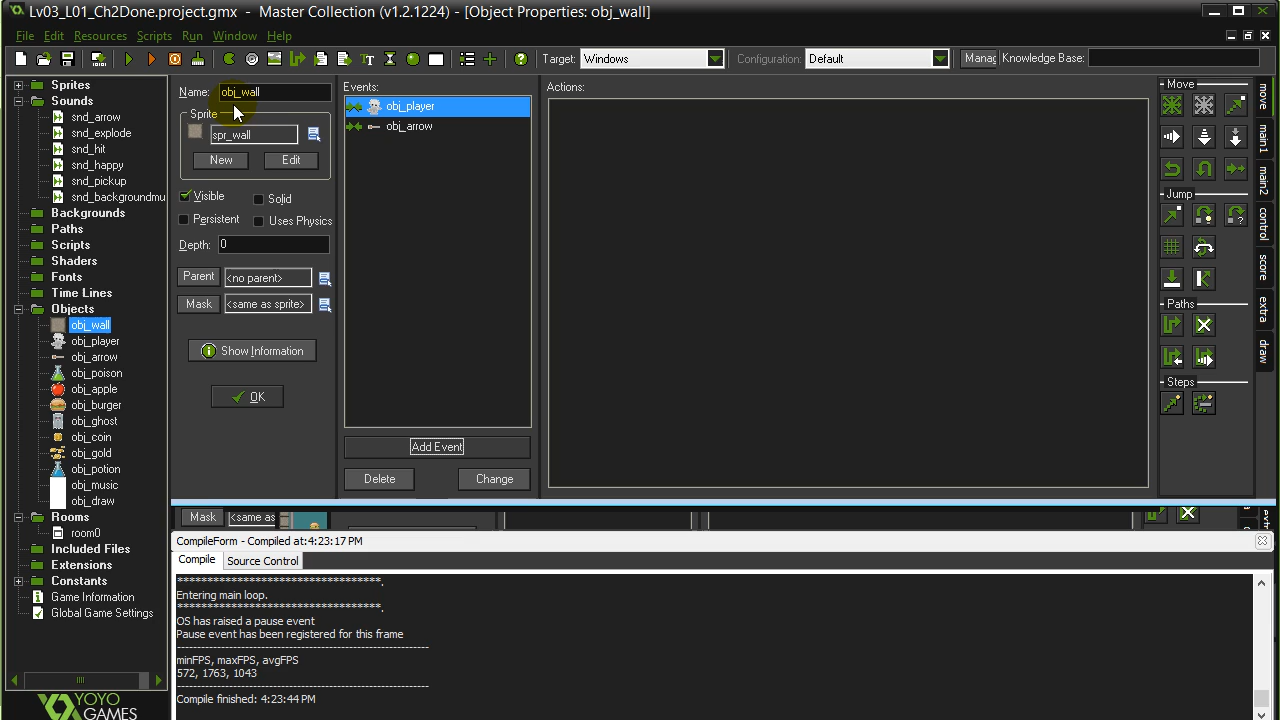 Lv03_L01_Ch2Done.project.gmx - Master Collection (v1.2.1224) - [Object Properties: obj_wall]
File Edit Resources Scripts Run Window Help
Target: Windows Configuration: Default Manac Knowledge Base:
Sprites
Sounds
snd_arrow
snd_explode
snd_hit
snd_happy
snd_pickup
snd_backgroundmu
Backgrounds
Paths
Scripts
Shaders
Fonts
Time Lines
Objects
obj_wall
obj_player
obj_arrow
obj_poison
obj_apple
obj_burger
obj_ghost
obj_coin
obj_gold
obj_potion
obj_music
obj_draw
Rooms
room0
Included Files
Extensions
Constants
Game Information
Global Game Settings
YOYO
GAMES
Name: obj_wall
Sprite
spr_wall
New Edit
Visible Solid
Persistent Uses Physics
Depth: 0
Parent <no parent>
Mask <same as sprite>
Show Information
OK
Events:
obj_player
obj_arrow
Add Event
Delete Change
Actions:
Move
Jump
Paths
Steps
move
main1
main2
control
score
extra
draw
Mask <same as
CompileForm - Compiled at:4:23:17 PM
Compile Source Control
***********************************.
Entering main loop.
***********************************.
OS has raised a pause event
Pause event has been registered for this frame
minFPS, maxFPS, avgFPS
572, 1763, 1043
Compile finished: 4:23:44 PM